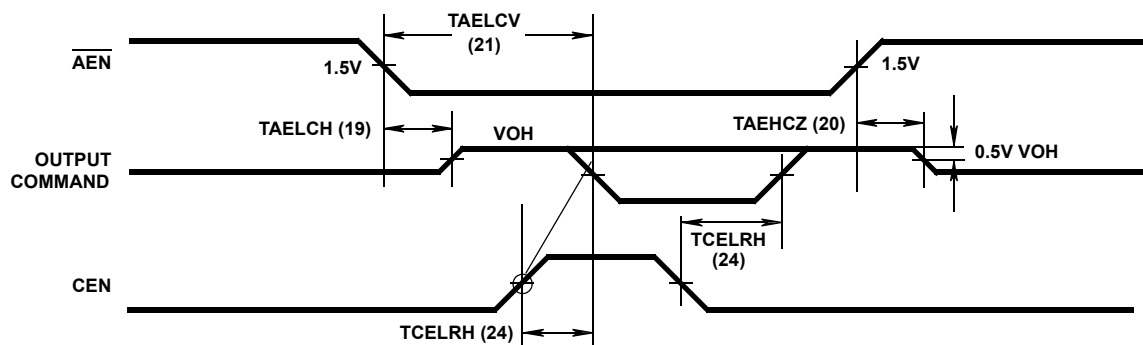 TAELCV
(21)
AEN
1.5V
1.5V
TAELCH (19)
VOH
TAEHCZ (20)
OUTPUT
COMMAND
0.5V VOH
TCELRH
(24)
CEN
TCELRH (24)